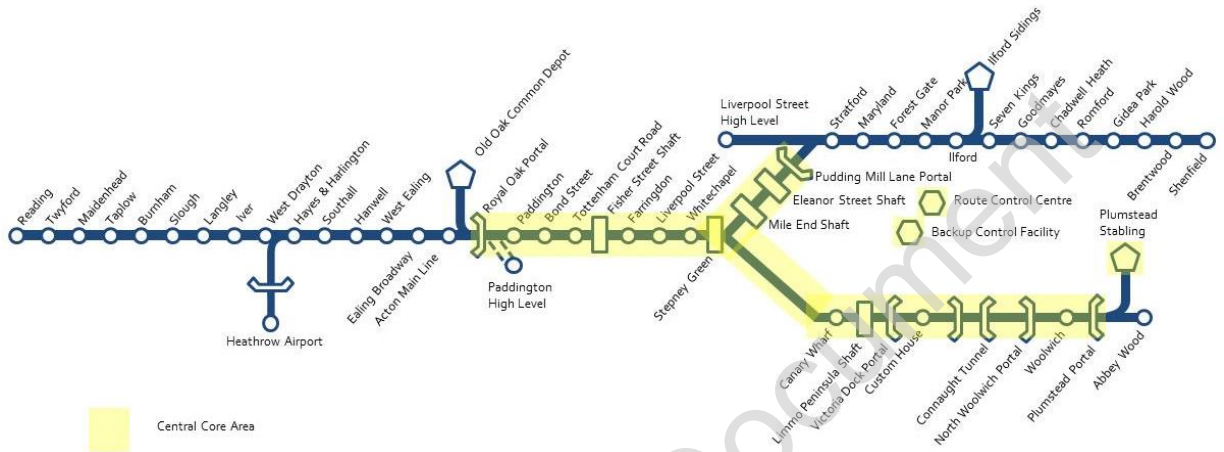 Reading
Twyford
Maidenhead
Taplow
Burnham
Slough
Langley
Iver
West Drayton
Hayes & Harlington
Southall
Hanwell
West Ealing
Ealing Broadway
Acton Main Line
Heathrow Airport
Old Oak Common Depot
Royal Oak Portal
Paddington
Paddington
High Level
Bond Street
Tottenham Court Road
Fisher Street Shaft
Farringdon
Liverpool Street
Whitechapel
Stepney Green
Liverpool Street
High Level
Stratford
Maryland
Forest Gate
Manor Park
Ilford
Ilford Sidings
Seven Kings
Goodmayes
Chadwell Heath
Romford
Gidea Park
Harold Wood
Brentwood
Shenfield
Pudding Mill Lane Portal
Eleanor Street Shaft
Mile End Shaft
Route Control Centre
Backup Control Facility
Plumstead
Stabling
Canary Wharf
Limmo Peninsula Shaft
Victoria Dock Portal
Custom House
Connaught Tunnel
North Woolwich Portal
Woolwich
Plumstead Portal
Abbey Wood
Central Core Area
ocument